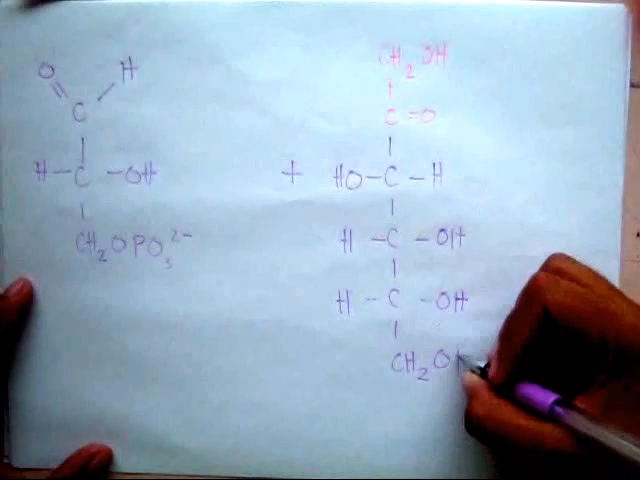 CH2OH
O H
C C=O
H-C-OH + HO-C-H
CH2OPO3 2- H-C-OH
H-C-OH
CH2O